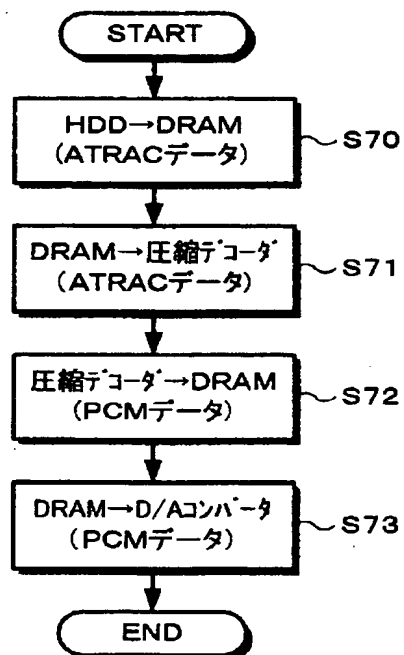 START
HDD→DRAM
(ATRACデータ)
S70
DRAM→圧縮デコーダ
(ATRACデータ)
S71
圧縮デコーダ→DRAM
(PCMデータ)
S72
DRAM→D/Aコンバータ
(PCMデータ)
S73
END